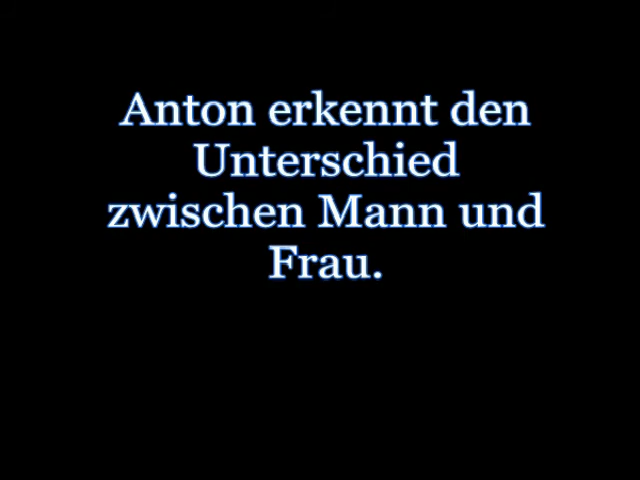 Anton erkennt den
Unterschied
zwischen Mann und
Frau.